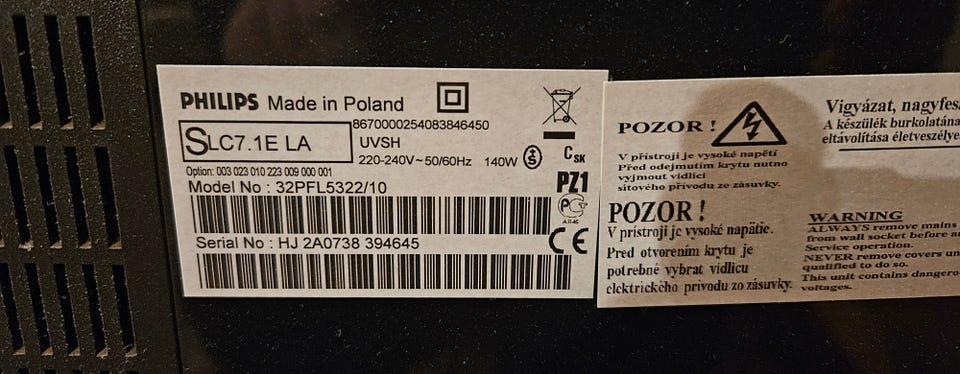 PHILIPS Made in Poland
SLC7.1E LA
8670000254083846450
UVSH
220-240V~50/60Hz 140W
S
CSK
Option: 003 023 010 223 009 000 001
Model No : 32PFL5322/10
PZ1
Serial No : HJ 2A0738 394645
CE
POZOR !
V přístroji je vysoké napětí
Před odejmutím krytu nutno
vyjmout vidlici
síťového přívodu ze zásuvky.
POZOR !
V prístroji je vysoké napätie.
Pred otvorením krytu je
potrebné vybrat vidlicu
elektrického prívodu zo zásuvky.
Vigyázat, nagyfes
A készülék burkolatána
eltávolítása életveszélye
WARNING
ALWAYS remove mains
from wall socket before a
Service operation.
NEVER remove covers un
qualified to do so.
This unit contains dangero
voltages.